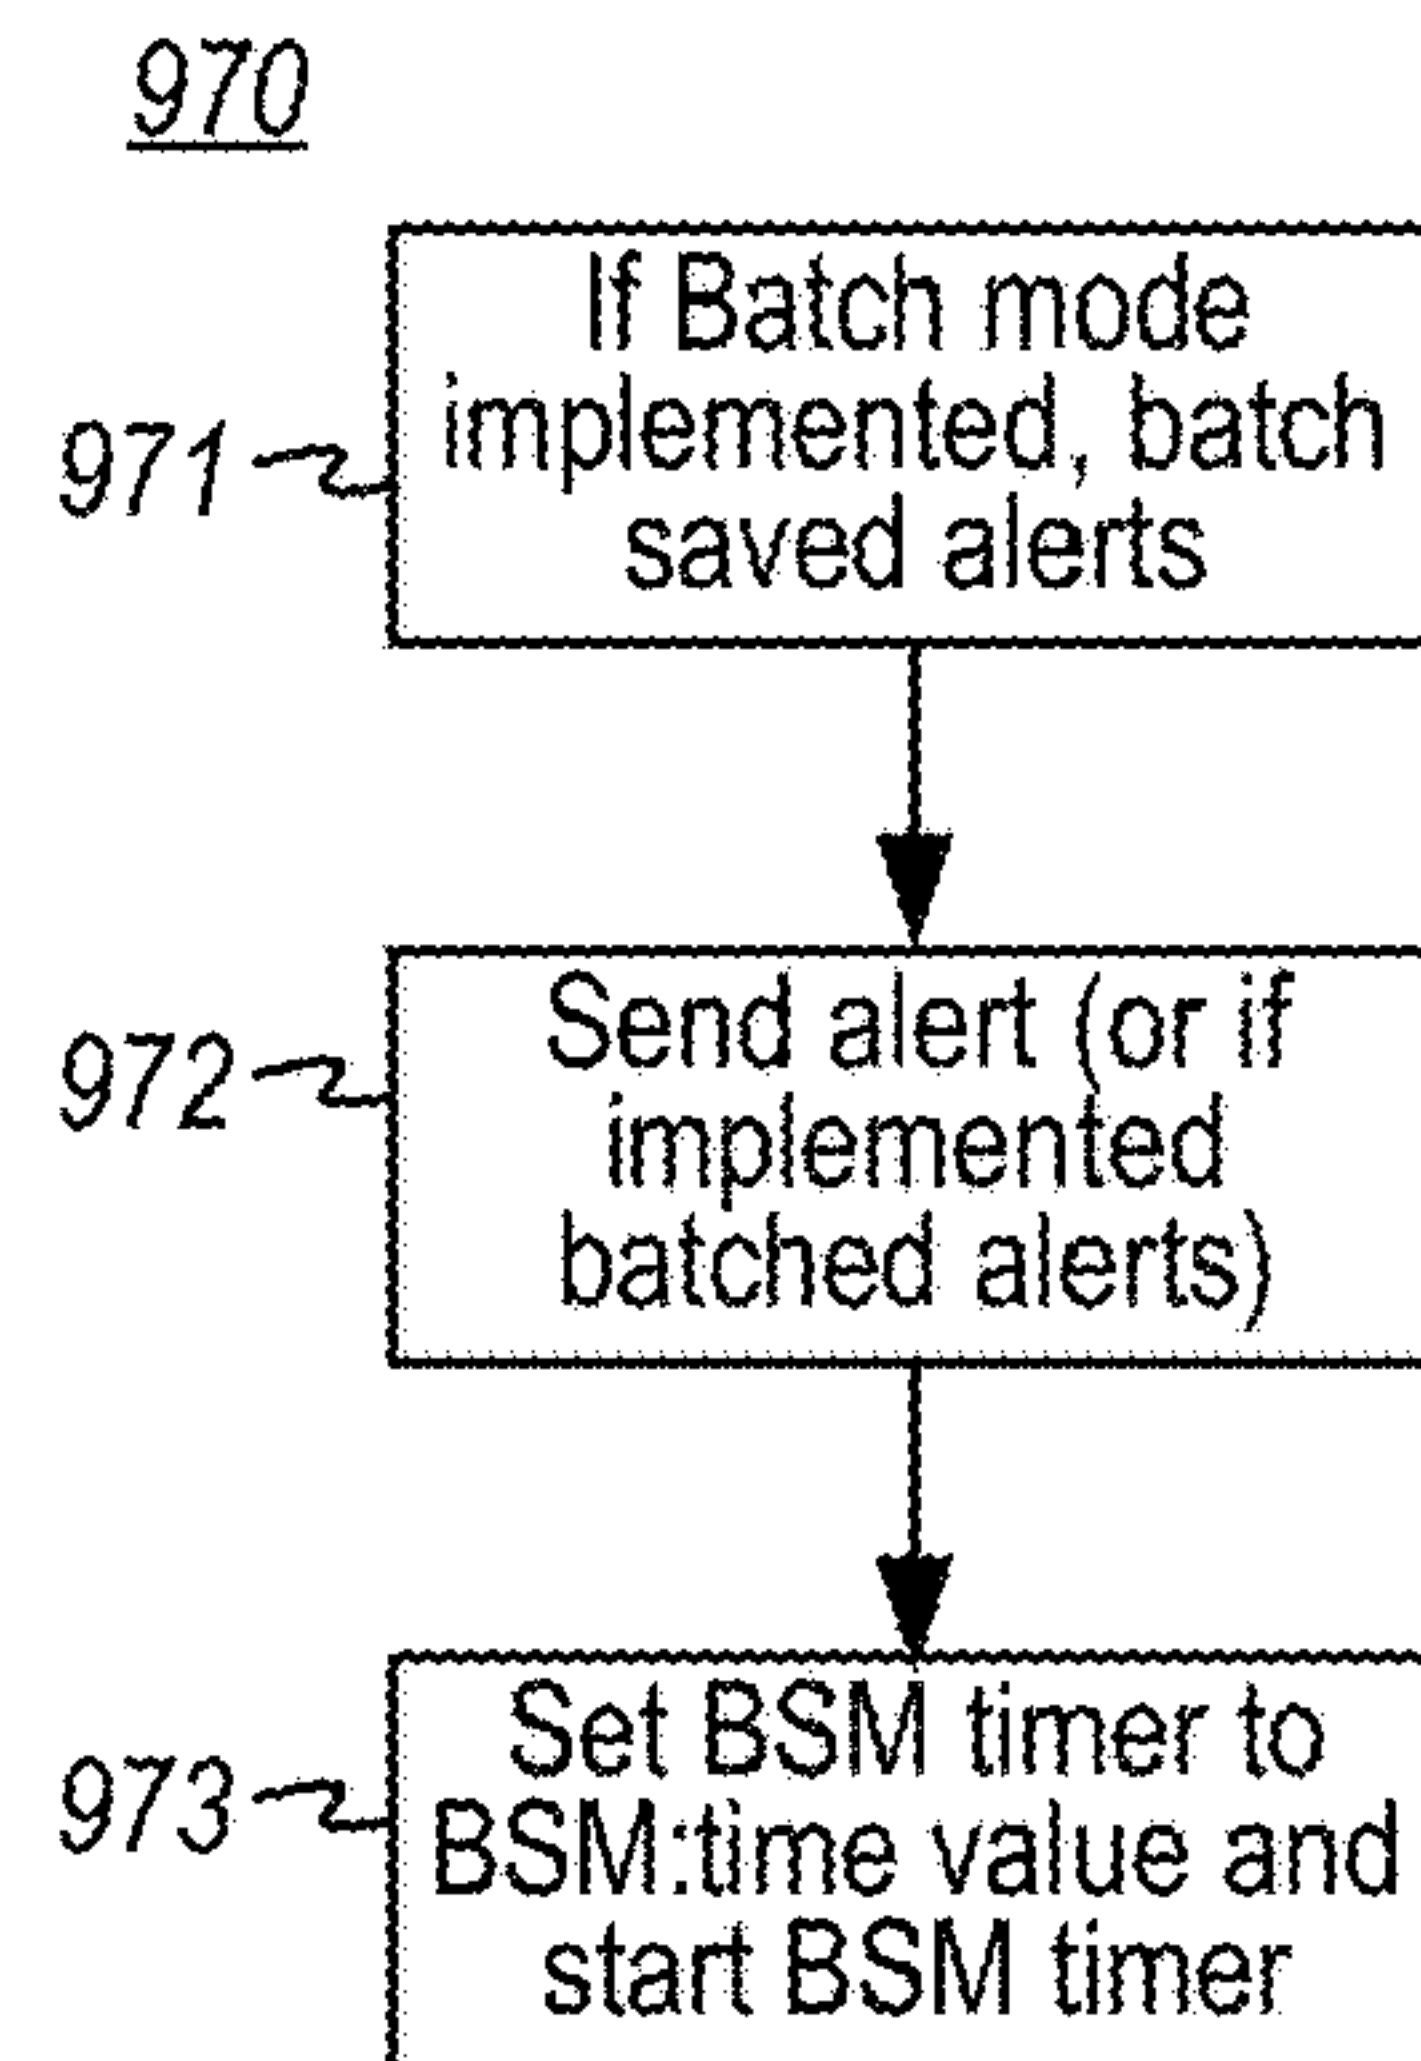 970
If Batch mode
implemented, batch
saved alerts
971
Send alert (or if
implemented
batched alerts)
972
Set BSM timer to
BSM:time value and
start BSM timer
973